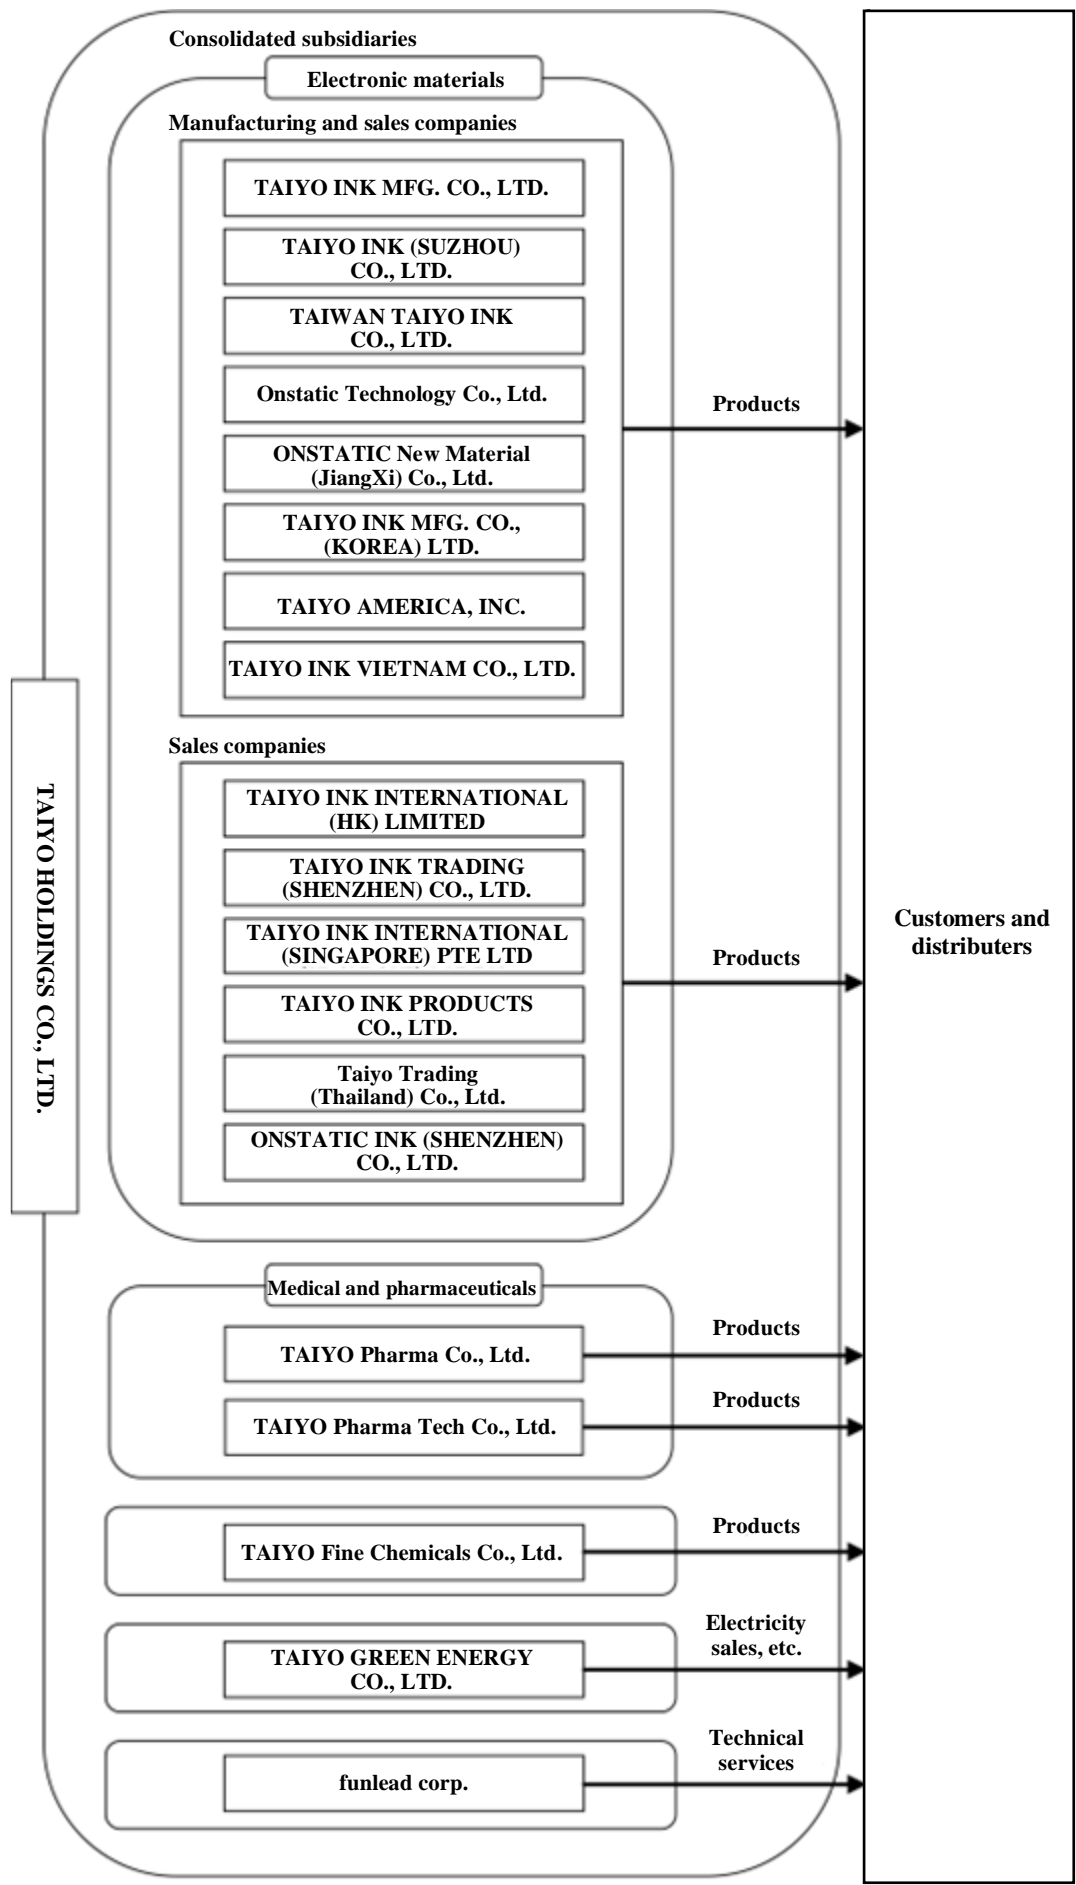 Consolidated subsidiaries
Electronic materials
Manufacturing and sales companies
TAIYO INK MFG. CO., LTD.
TAIYO INK (SUZHOU)
CO., LTD.
TAIWAN TAIYO INK
CO., LTD.
Onstatic Technology Co., Ltd.
ONSTATIC New Material
(JiangXi) Co., Ltd.
TAIYO INK MFG. CO.,
(KOREA) LTD.
TAIYO AMERICA, INC.
TAIYO INK VIETNAM CO., LTD.
Products
Sales companies
TAIYO INK INTERNATIONAL
(HK) LIMITED
TAIYO INK TRADING
(SHENZHEN) CO., LTD.
TAIYO INK INTERNATIONAL
(SINGAPORE) PTE LTD
TAIYO INK PRODUCTS
CO., LTD.
Taiyo Trading
(Thailand) Co., Ltd.
ONSTATIC INK (SHENZHEN)
CO., LTD.
Products
TAIYO HOLDINGS CO., LTD.
Customers and
distributers
Medical and pharmaceuticals
TAIYO Pharma Co., Ltd.
Products
TAIYO Pharma Tech Co., Ltd.
Products
TAIYO Fine Chemicals Co., Ltd.
Products
TAIYO GREEN ENERGY
CO., LTD.
Electricity
sales, etc.
funlead corp.
Technical
services